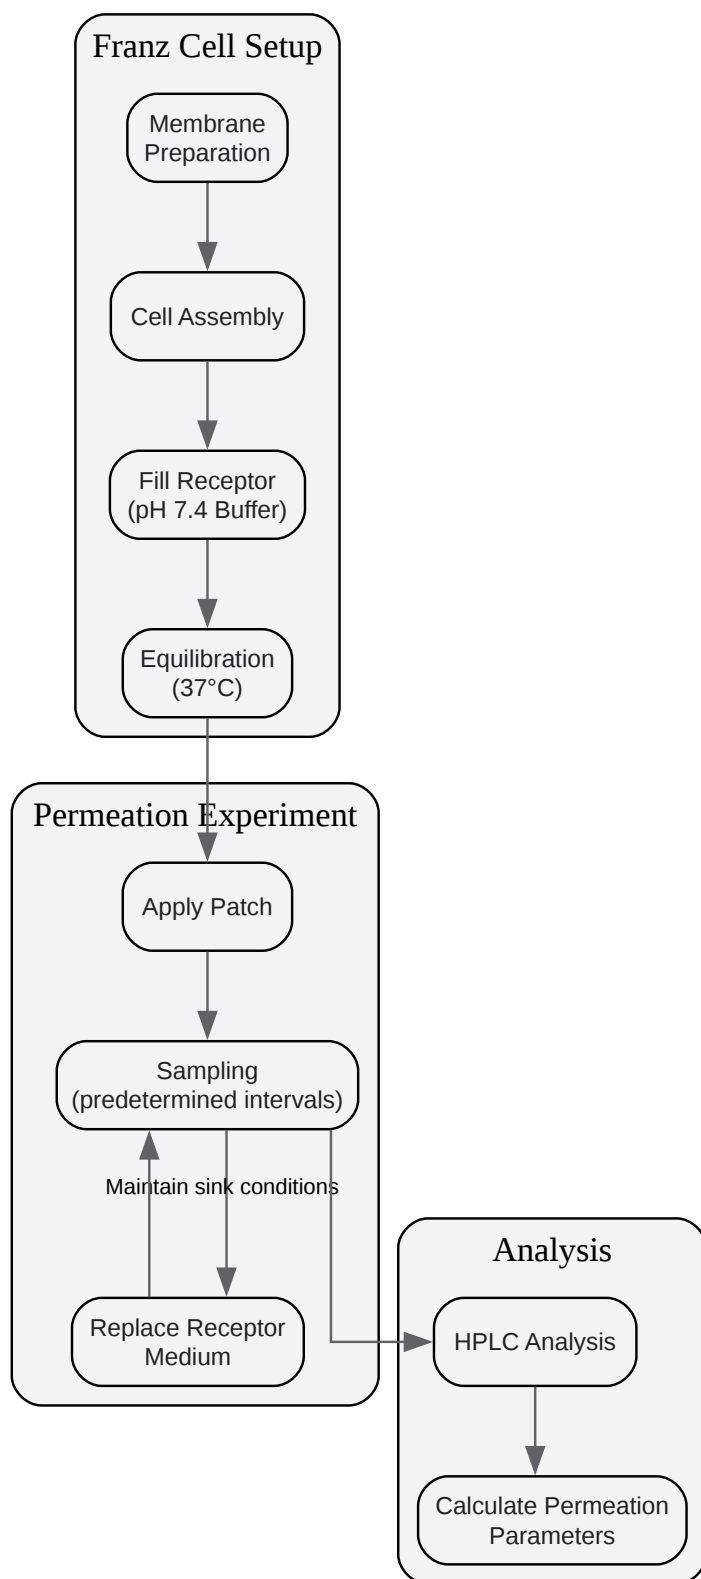 Franz Cell Setup
Membrane
Preparation
Cell Assembly
Fill Receptor
(pH 7.4 Buffer)
Equilibration
(37°C)
Permeation Experiment
Apply Patch
Sampling
(predetermined intervals)
Maintain sink conditions
Replace Receptor
Medium
Analysis
HPLC Analysis
Calculate Permeation
Parameters